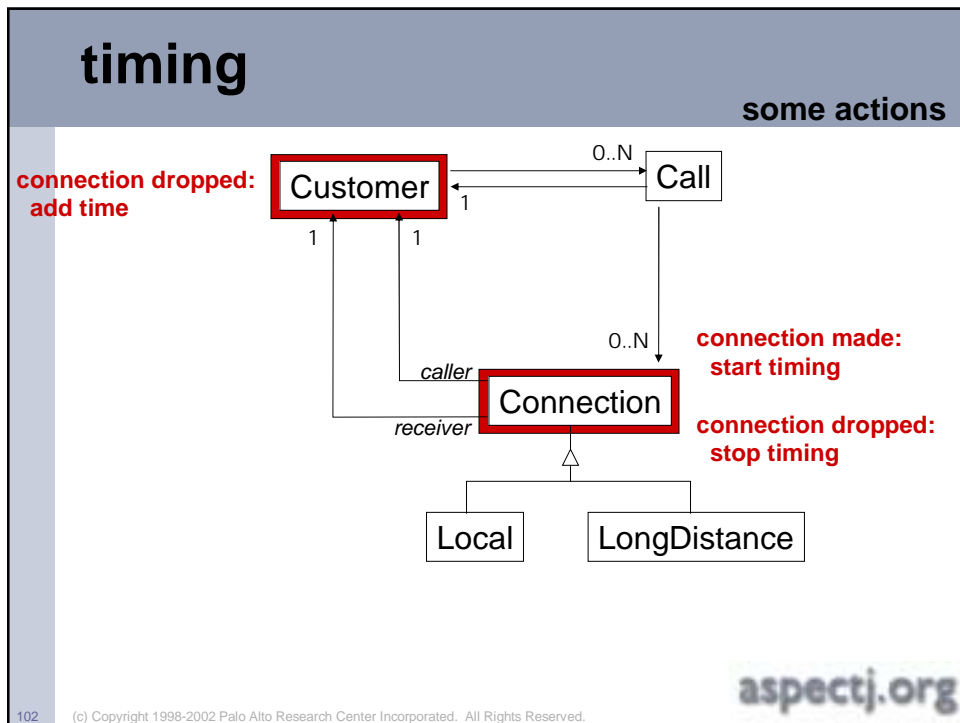 timing
some actions
connection dropped:
add time
Customer
0..N
Call
1
1
1
0..N
connection made:
start timing
caller
Connection
receiver
connection dropped:
stop timing
Local
LongDistance
aspectj.org
102 (c) Copyright 1998-2002 Palo Alto Research Center Incorporated. All Rights Reserved.